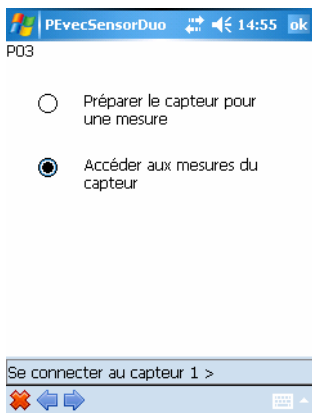 PEvecSensorDuo 14:55 ok
P03
Préparer le capteur pour
une mesure
Accéder aux mesures du
capteur
Se connecter au capteur 1 >